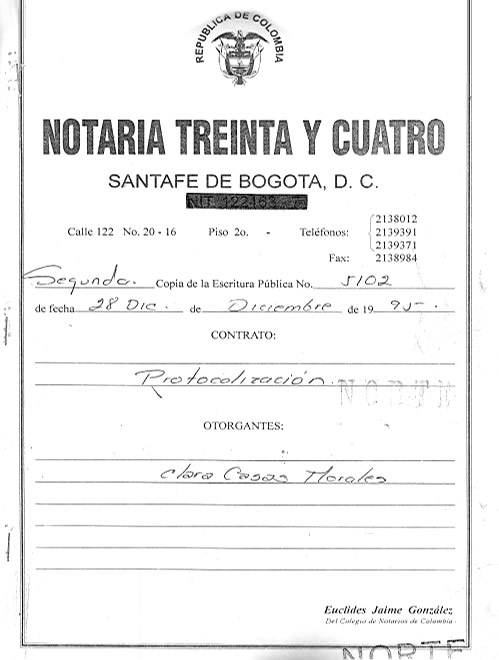 REPUBLICA DE COLOMBIA
NOTARIA TREINTA Y CUATRO
SANTAFE DE BOGOTA, D. C.
Calle 122 No. 20 - 16 Piso 2o. - Teléfonos: 2138012
2139391
2139371
Fax: 2138984
Segunda. Copia de la Escritura Pública No. 5102
de fecha 28 Dic. de Diciembre de 19 95.
CONTRATO:
Protocolización.
NORTE
OTORGANTES:
Clara Casas Morales
Euclides Jaime González
Del Colegio de Notarios de Colombia
NORTE